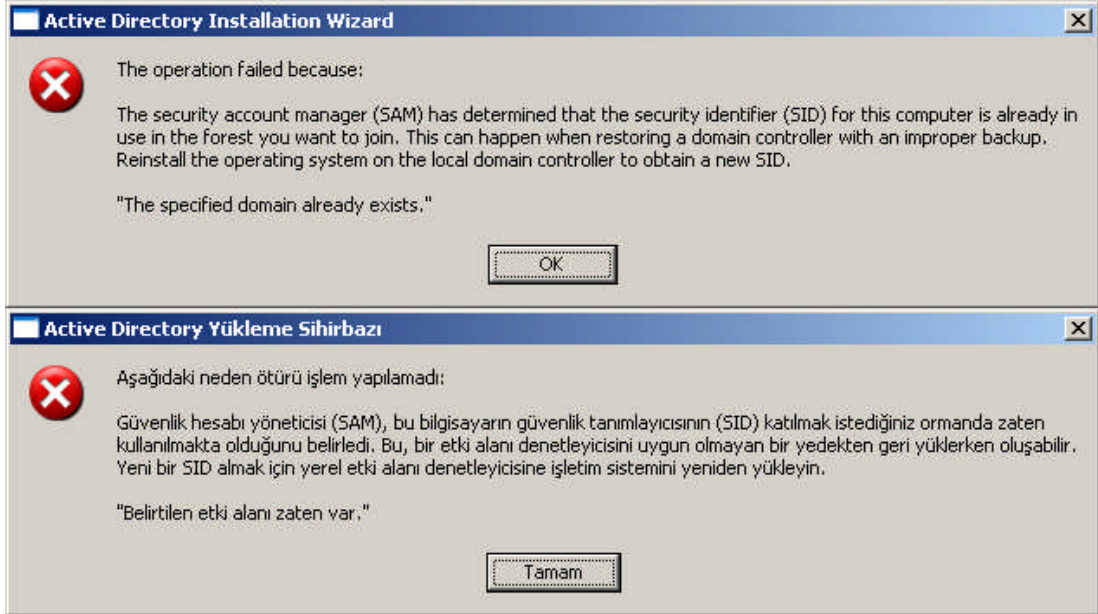 Active Directory Installation Wizard
The operation failed because:
The security account manager (SAM) has determined that the security identifier (SID) for this computer is already in
use in the forest you want to join. This can happen when restoring a domain controller with an improper backup.
Reinstall the operating system on the local domain controller to obtain a new SID.
"The specified domain already exists."
OK
Active Directory Yükleme Sihirbazı
Aşağıdaki neden ötürü işlem yapılamadı:
Güvenlik hesabı yöneticisi (SAM), bu bilgisayarın güvenlik tanımlayıcısının (SID) katılmak istediğiniz ormanda zaten
kullanılmakta olduğunu belirledi. Bu, bir etki alanı denetleyicisini uygun olmayan bir yedekten geri yüklerken oluşabilir.
Yeni bir SID almak için yerel etki alanı denetleyicisine işletim sistemini yeniden yükleyin.
"Belirtilen etki alanı zaten var."
Tamam